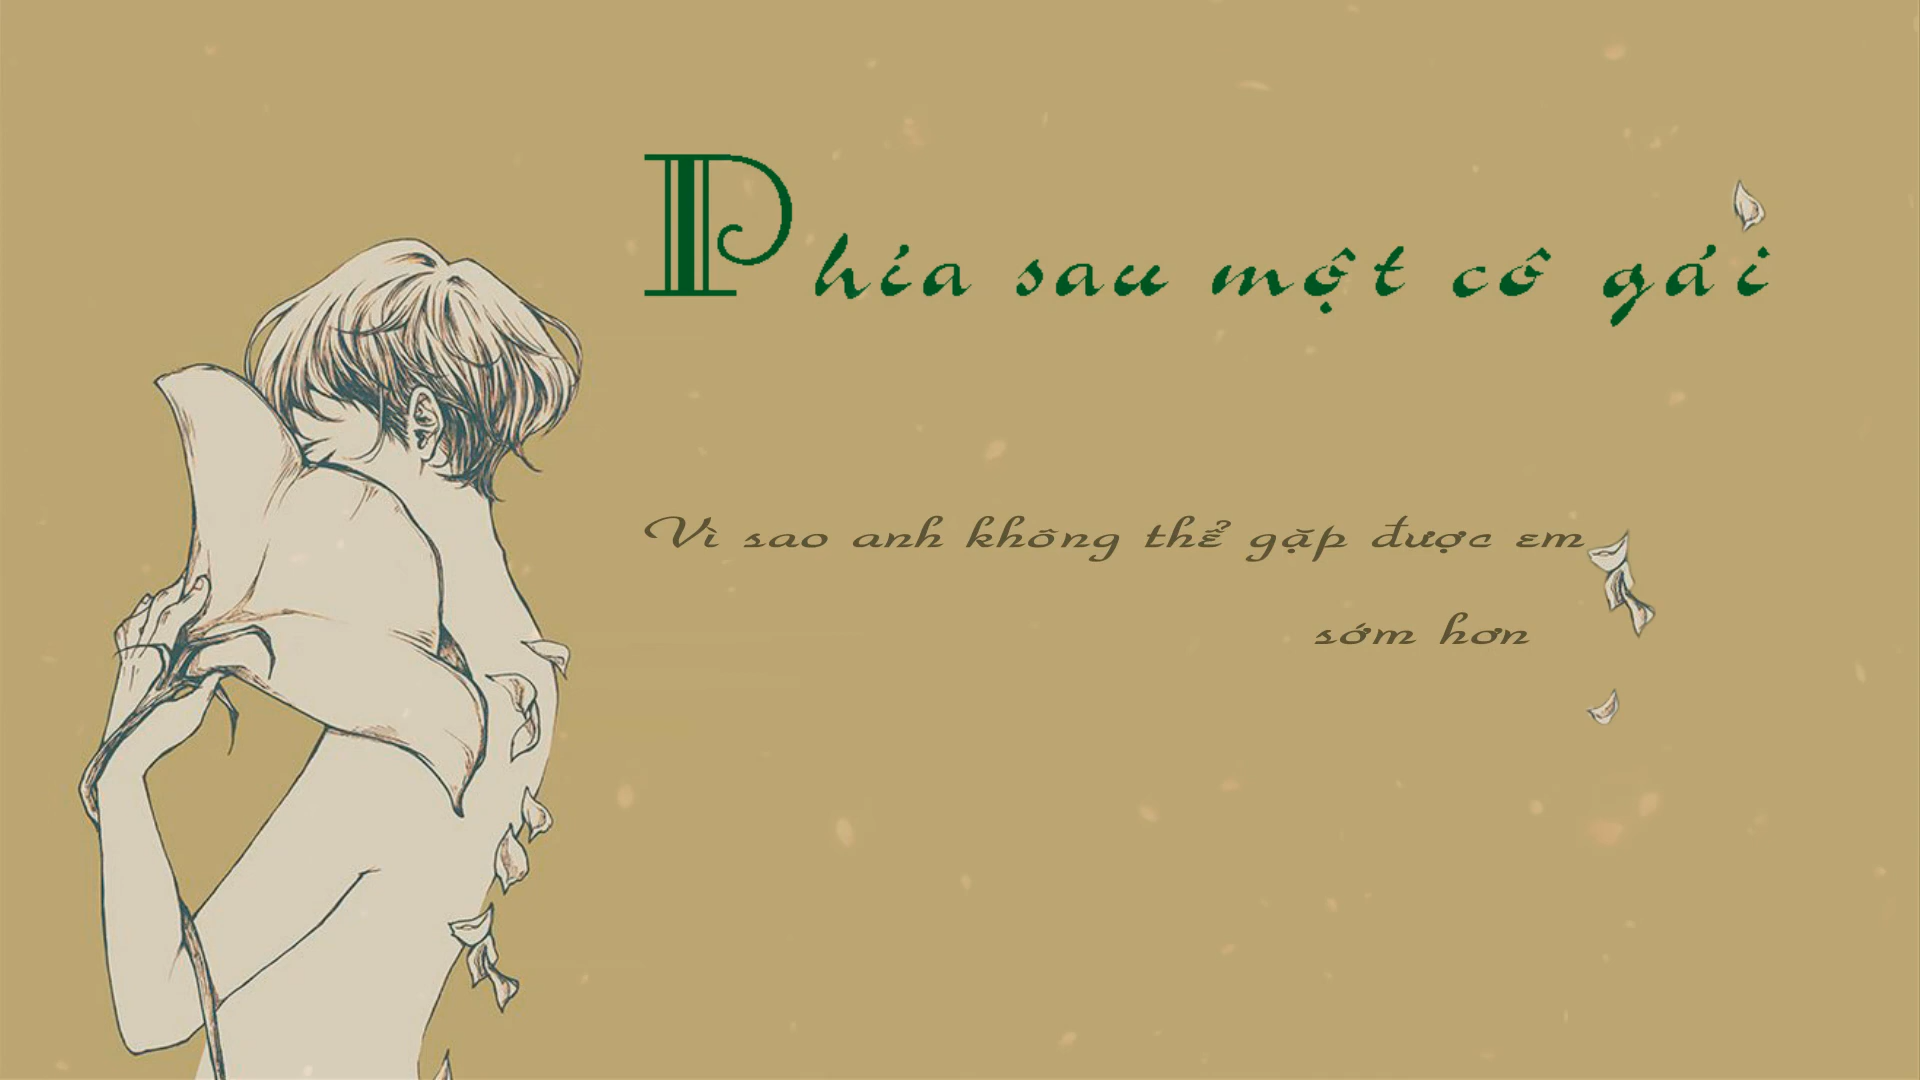 Phía sau một cô gái
Vì sao anh không thể gặp được em
sớm hơn